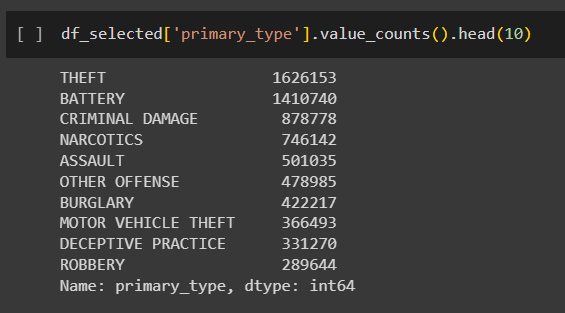 [ ] df_selected['primary_type'].value_counts().head(10)
THEFT 1626153
BATTERY 1410740
CRIMINAL DAMAGE 878778
NARCOTICS 746142
ASSAULT 501035
OTHER OFFENSE 478985
BURGLARY 422217
MOTOR VEHICLE THEFT 366493
DECEPTIVE PRACTICE 331270
ROBBERY 289644
Name: primary_type, dtype: int64